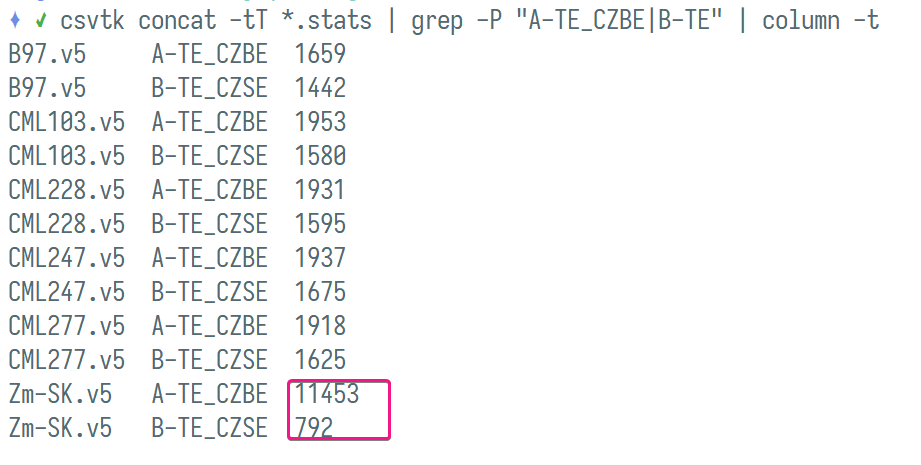 ✦ ✔ csvtk concat -tT *.stats | grep -P "A-TE_CZBE|B-TE" | column -t
B97.v5 A-TE_CZBE 1659
B97.v5 B-TE_CZSE 1442
CML103.v5 A-TE_CZBE 1953
CML103.v5 B-TE_CZSE 1580
CML228.v5 A-TE_CZBE 1931
CML228.v5 B-TE_CZSE 1595
CML247.v5 A-TE_CZBE 1937
CML247.v5 B-TE_CZSE 1675
CML277.v5 A-TE_CZBE 1918
CML277.v5 B-TE_CZSE 1625
Zm-SK.v5 A-TE_CZBE 11453
Zm-SK.v5 B-TE_CZSE 792